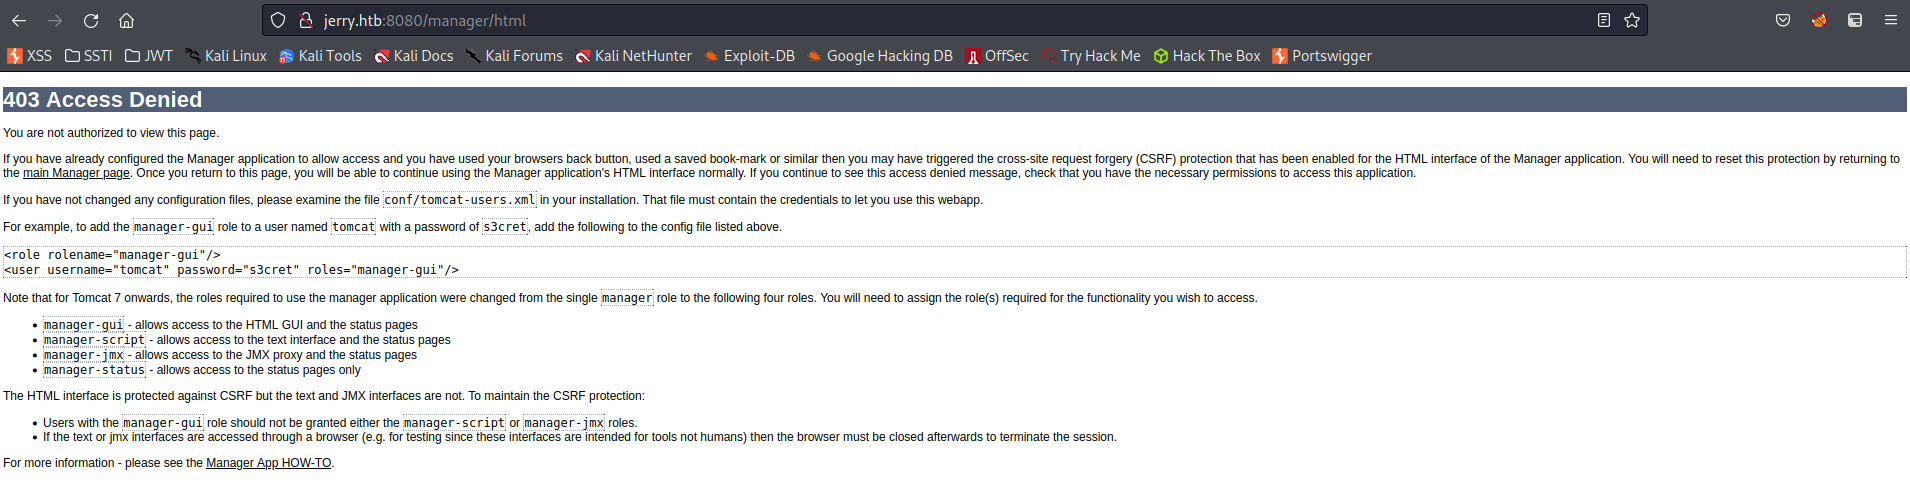 jerry.htb:8080/manager/html
XSS SSTI JWT Kali Linux Kali Tools Kali Docs Kali Forums Kali NetHunter Exploit-DB Google Hacking DB OffSec Try Hack Me Hack The Box Portswigger
403 Access Denied
You are not authorized to view this page.
If you have already configured the Manager application to allow access and you have used your browsers back button, used a saved book-mark or similar then you may have triggered the cross-site request forgery (CSRF) protection that has been enabled for the HTML interface of the Manager application. You will need to reset this protection by returning to
the main Manager page. Once you return to this page, you will be able to continue using the Manager application's HTML interface normally. If you continue to see this access denied message, check that you have the necessary permissions to access this application.
If you have not changed any configuration files, please examine the file conf/tomcat-users.xml in your installation. That file must contain the credentials to let you use this webapp.
For example, to add the manager-gui role to a user named tomcat with a password of s3cret, add the following to the config file listed above.
<role rolename="manager-gui"/>
<user username="tomcat" password="s3cret" roles="manager-gui"/>
Note that for Tomcat 7 onwards, the roles required to use the manager application were changed from the single manager role to the following four roles. You will need to assign the role(s) required for the functionality you wish to access.
• manager-gui - allows access to the HTML GUI and the status pages
• manager-script - allows access to the text interface and the status pages
• manager-jmx - allows access to the JMX proxy and the status pages
• manager-status - allows access to the status pages only
The HTML interface is protected against CSRF but the text and JMX interfaces are not. To maintain the CSRF protection:
• Users with the manager-gui role should not be granted either the manager-script or manager-jmx roles.
• If the text or jmx interfaces are accessed through a browser (e.g. for testing since these interfaces are intended for tools not humans) then the browser must be closed afterwards to terminate the session.
For more information - please see the Manager App HOW-TO.